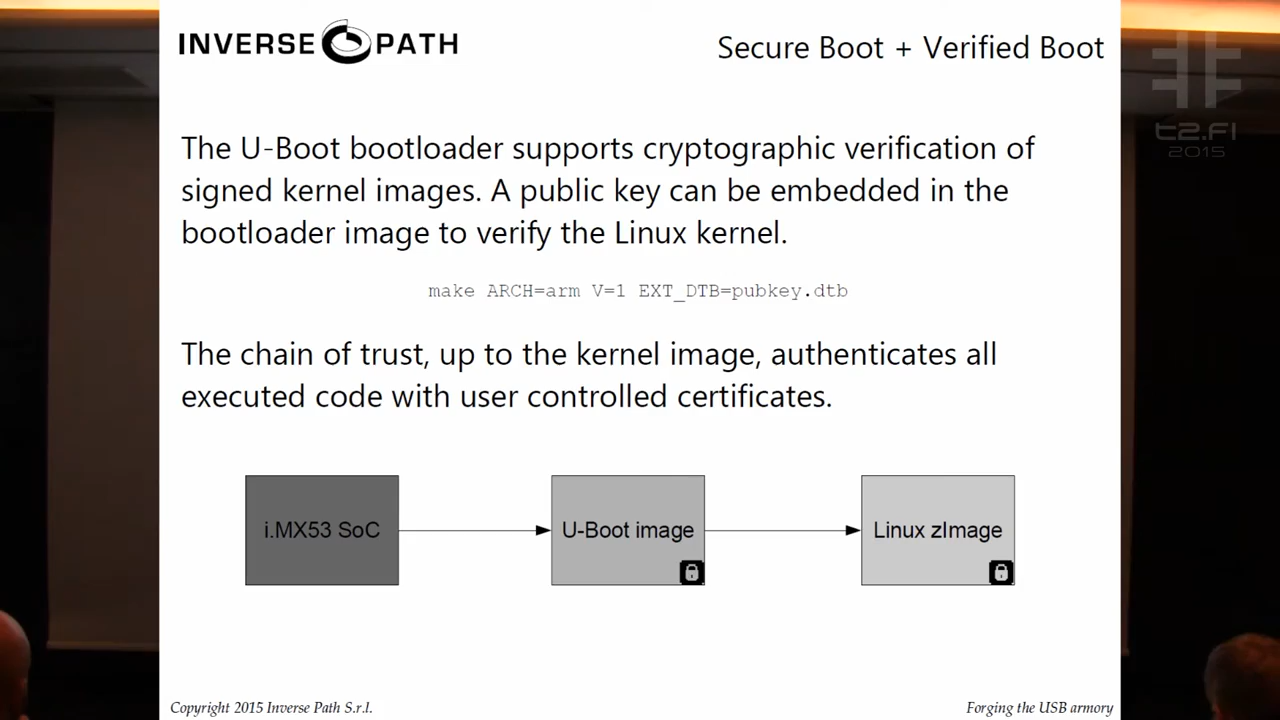 INVERSE PATH
Secure Boot + Verified Boot
t2.FI
2015
The U-Boot bootloader supports cryptographic verification of
signed kernel images. A public key can be embedded in the
bootloader image to verify the Linux kernel.
make ARCH=arm V=1 EXT_DTB=pubkey.dtb
The chain of trust, up to the kernel image, authenticates all
executed code with user controlled certificates.
i.MX53 SoC
U-Boot image
Linux zImage
Copyright 2015 Inverse Path S.r.l.
Forging the USB armory